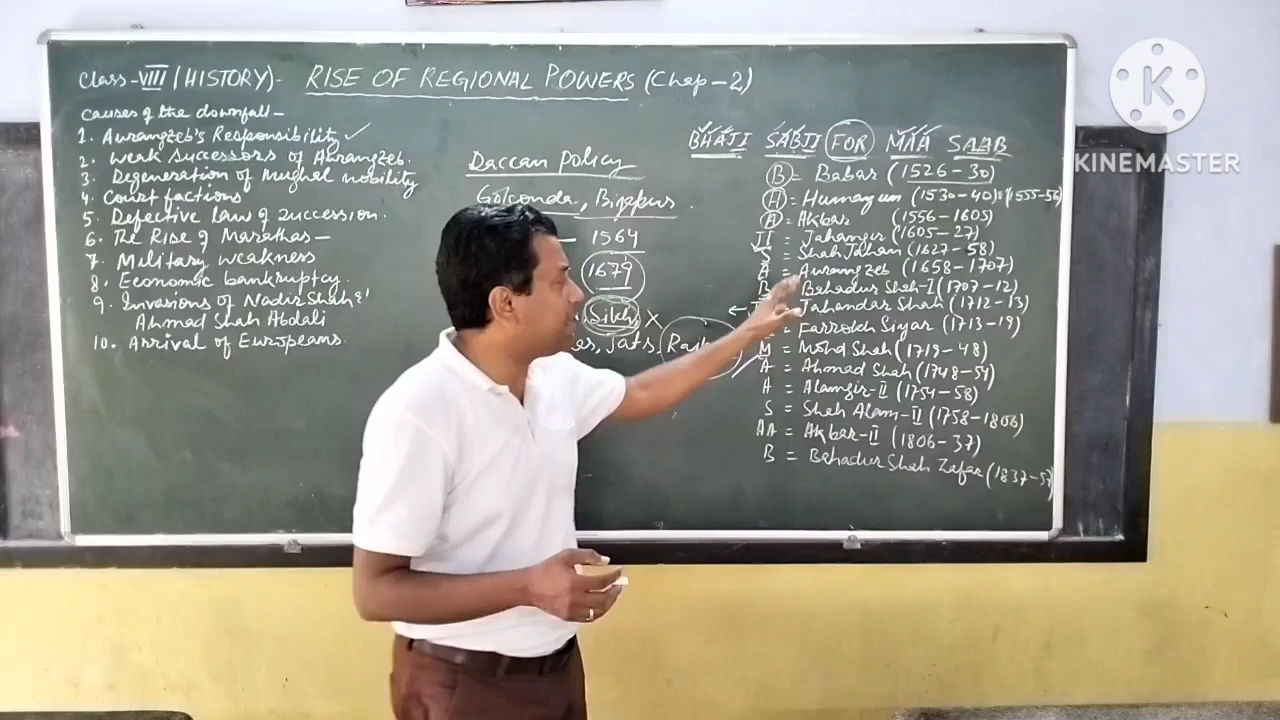 Class-VIII (HISTORY)- RISE OF REGIONAL POWERS (Chap-2)
Causes of the downfall-
1. Aurangzeb's Responsibility ✓
2. Weak Successors of Aurangzeb.
3. Degeneration of Mughal nobility
4. Court factions
5. Defective law of succession.
6. The Rise of Marathas-
7. Military weakness
8. Economic bankruptcy.
9. Invasions of Nadir Shah &
Ahmad Shah Abdali
10. Arrival of Europeans.
Daccan Policy
Golconda, Bijapur
1564
1679
Sikh X
Jats,
BHAJI SABJI FOR MAA SAAB
B = Babar (1526-30)
H = Humayun (1530-40) & (1555-56)
A = Akbar (1556-1605)
JI = Jahangir (1605-27)
S = Shah Jahan (1627-58)
A = Aurangzeb (1658-1707)
B Bahadur Shah-I (1707-12)
Jahandar Shah (1712-13)
= Farrokh Siyar (1713-19)
M = Mohd Shah (1719-48)
A = Ahmad Shah (1748-54)
A = Alamgir-II (1754-58)
S = Shah Alam-II (1758-1806)
AA = Akbar-II (1806-37)
B = Bahadur Shah Zafar (1837-57)
KINEMASTER